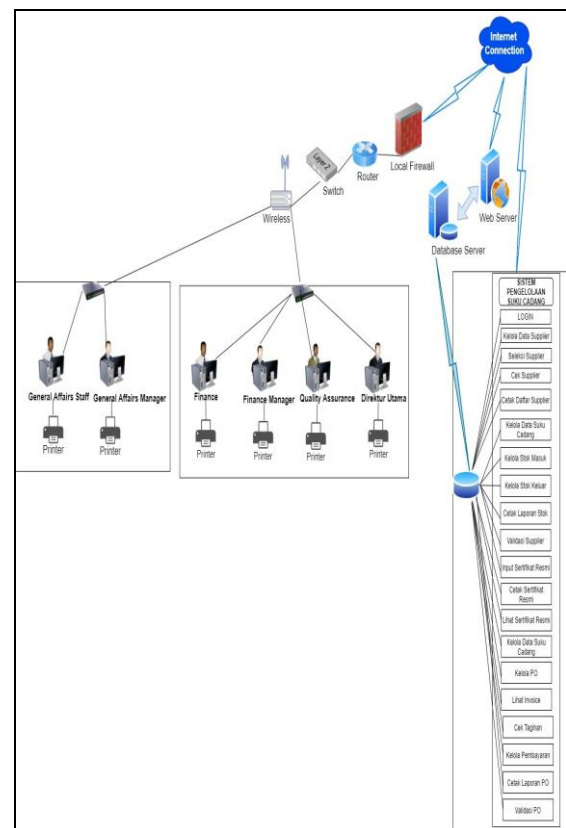 Internet
Connection
Local Firewall
Router
Layer 2
Switch
Wireless
Web Server
Database Server
General Affairs Staff
General Affairs Manager
Printer
Printer
Finance
Finance Manager
Quality Assurance
Direktur Utama
Printer
Printer
Printer
Printer
SISTEM
PENGELOLAAN
SUKU CADANG
LOGIN
Kelola Data Supplier
Seleksi Supplier
Cek Supplier
Cetak Daftar Supplier
Kelola Data Suku
Cadang
Kelola Stok Masuk
Kelola Stok Keluar
Cetak Laporan Stok
Validasi Supplier
Input Sertifikat Resmi
Cetak Sertifikat
Resmi
Lihat Sertifikat Resmi
Kelola Data Suku
Cadang
Kelola PO
Lihat Invoice
Cek Tagihan
Kelola Pembayaran
Cetak Laporan PO
Validasi PO